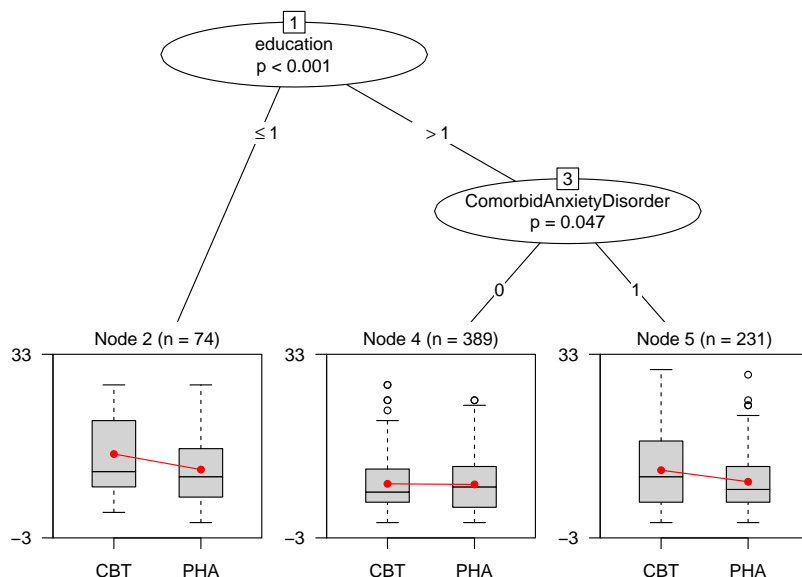 1
education
p < 0.001
≤ 1
> 1
3
ComorbidAnxietyDisorder
p = 0.047
0
1
Node 2 (n = 74)
Node 4 (n = 389)
Node 5 (n = 231)
33
33
33
−3
−3
−3
CBT PHA
CBT PHA
CBT PHA